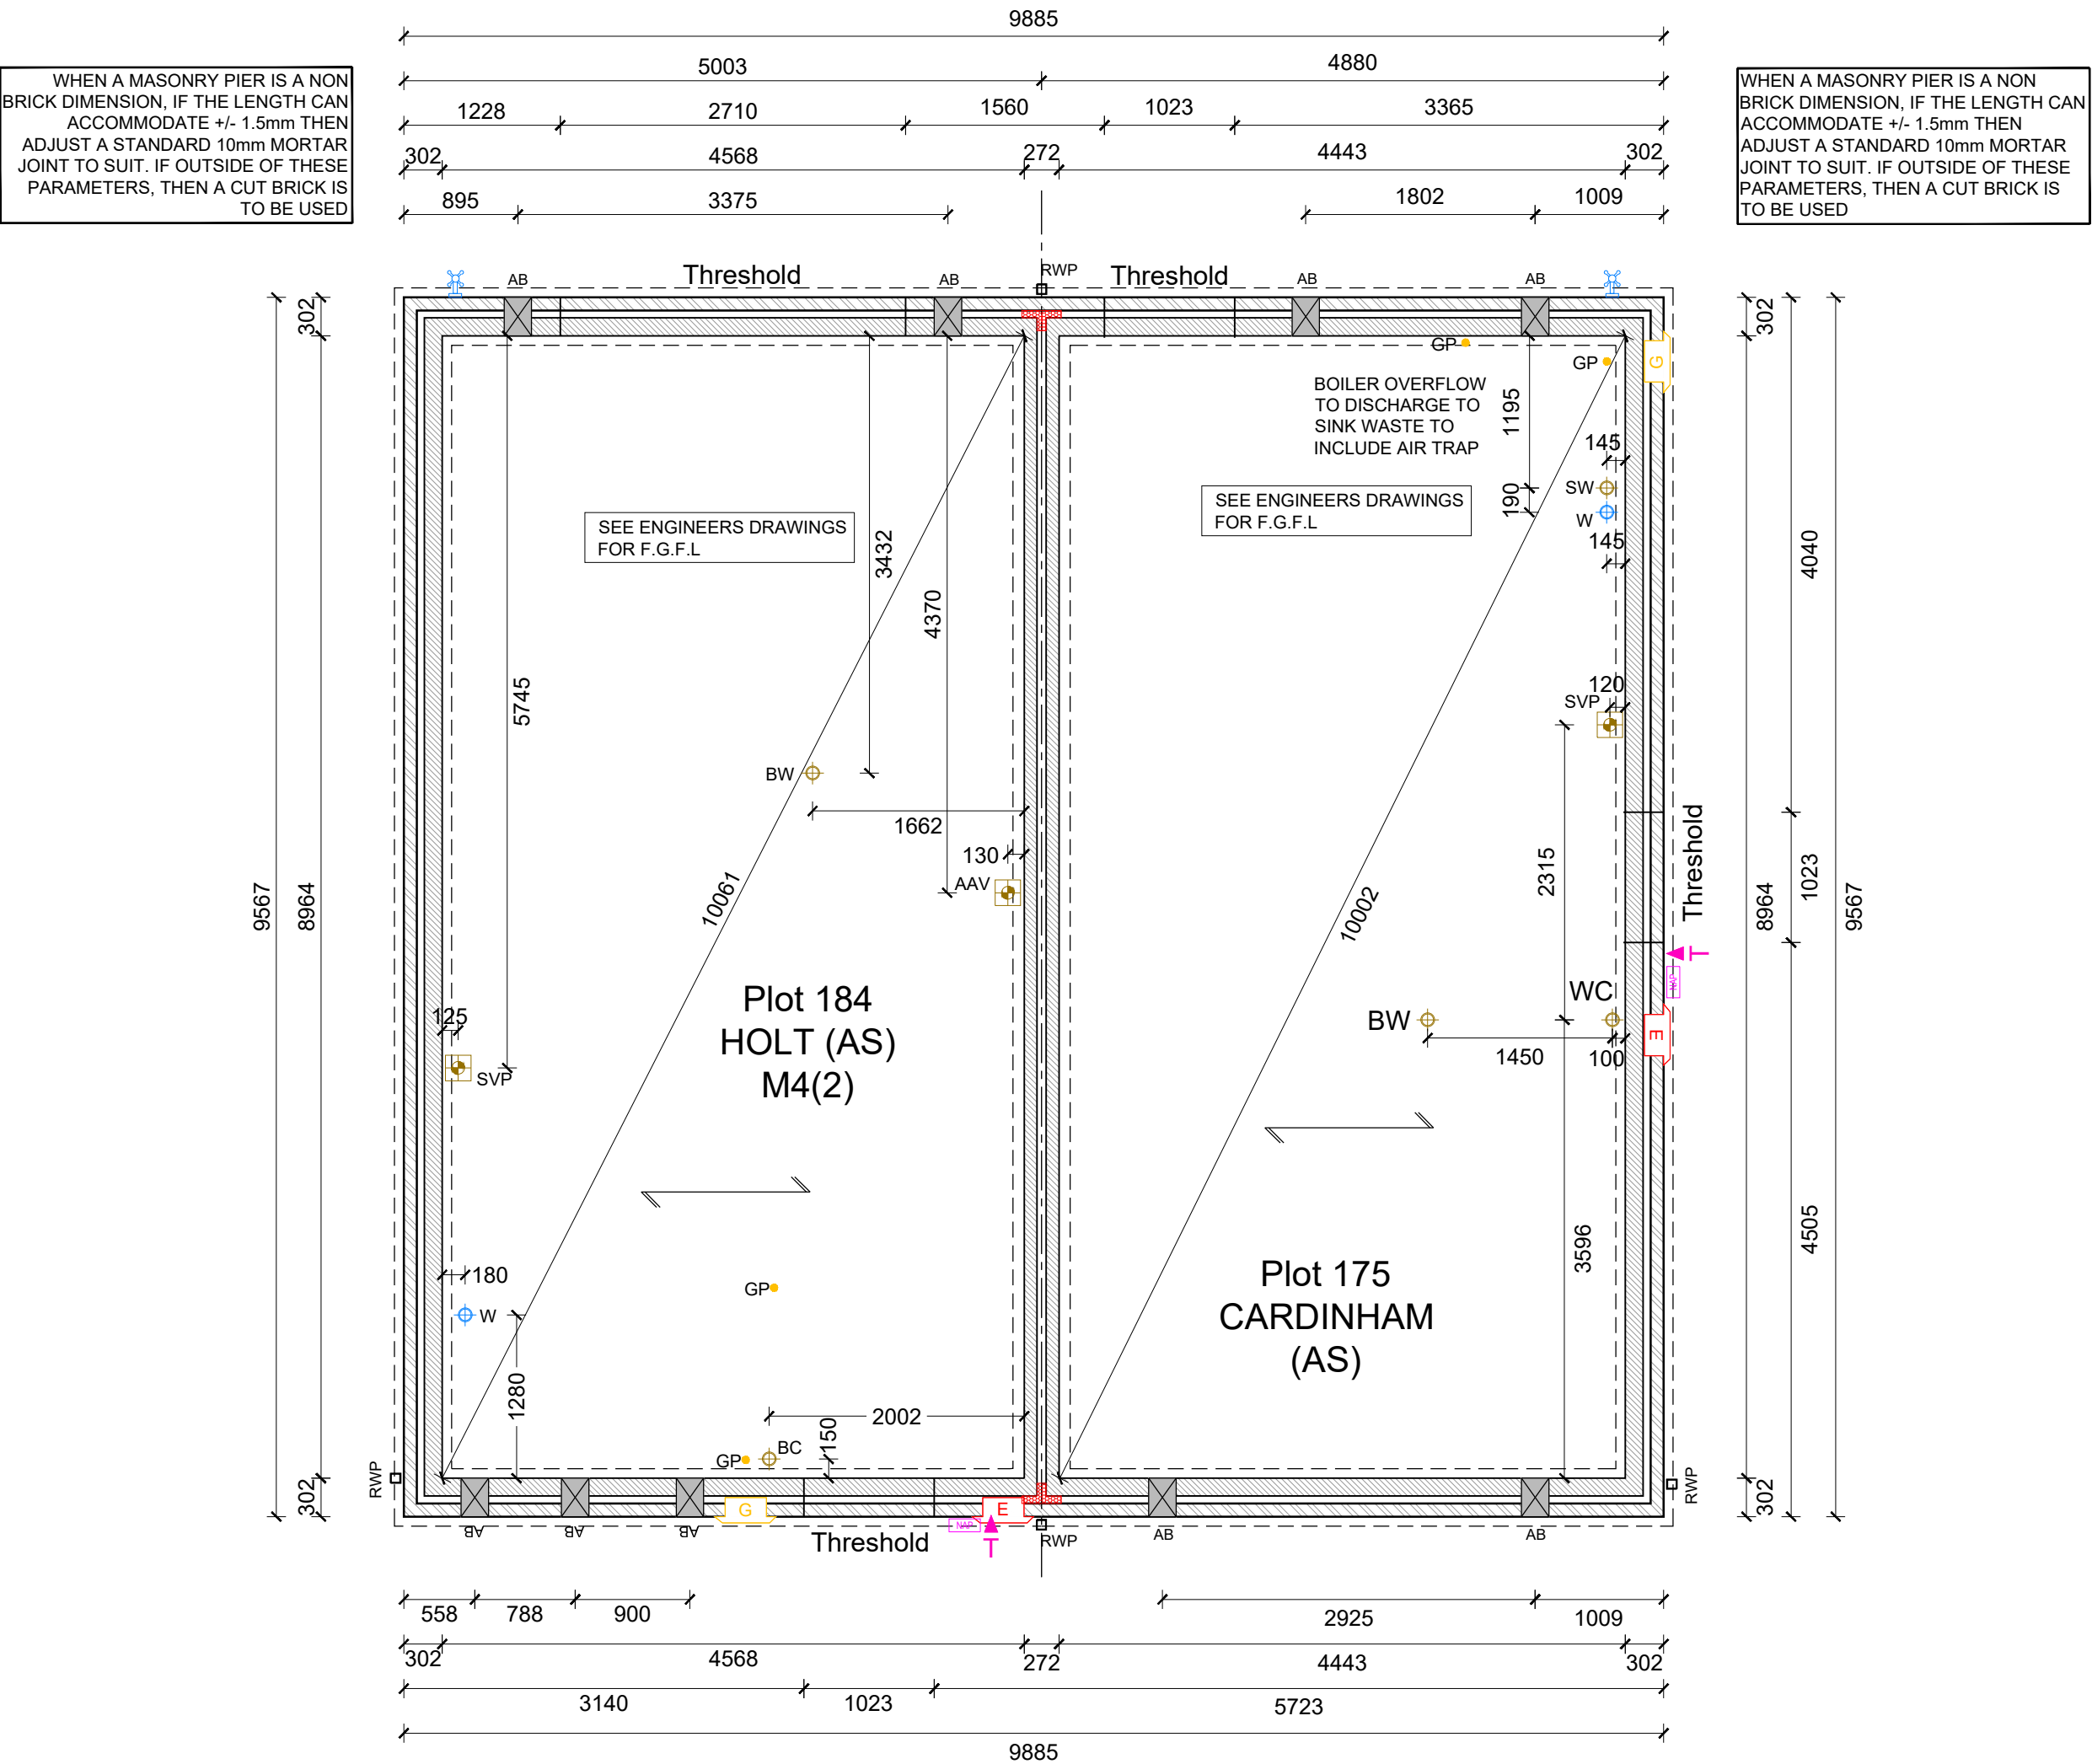 9885
5003
4880
1228
2710
1560
1023
3365
302
4568
272
4443
302
895
3375
1802
1009
WHEN A MASONRY PIER IS A NON
BRICK DIMENSION, IF THE LENGTH CAN
ACCOMMODATE +/- 1.5mm THEN
ADJUST A STANDARD 10mm MORTAR
JOINT TO SUIT. IF OUTSIDE OF THESE
PARAMETERS, THEN A CUT BRICK IS
TO BE USED
WHEN A MASONRY PIER IS A NON
BRICK DIMENSION, IF THE LENGTH CAN
ACCOMMODATE +/- 1.5mm THEN
ADJUST A STANDARD 10mm MORTAR
JOINT TO SUIT. IF OUTSIDE OF THESE
PARAMETERS, THEN A CUT BRICK IS
TO BE USED
AB
Threshold
AB
RWP
Threshold
AB
AB
302
302
GP
GP
G
BOILER OVERFLOW
TO DISCHARGE TO
SINK WASTE TO
INCLUDE AIR TRAP
1195
145
SW
190
W
145
SEE ENGINEERS DRAWINGS
FOR F.G.F.L
SEE ENGINEERS DRAWINGS
FOR F.G.F.L
3432
4370
4040
5745
120
SVP
BW
1662
130
AAV
10061
10002
2315
Threshold
9567
8964
8964
1023
9567
NAP
Plot 184
HOLT (AS)
M4(2)
WC
BW
E
1450
100
125
SVP
4505
3596
180
W
GP
Plot 175
CARDINHAM
(AS)
1280
2002
150
GP
BC
RWP
302
G
E
NAP
RWP
302
AB
AB
AB
Threshold
RWP
AB
AB
558
788
900
2925
1009
302
4568
272
4443
302
3140
1023
5723
9885